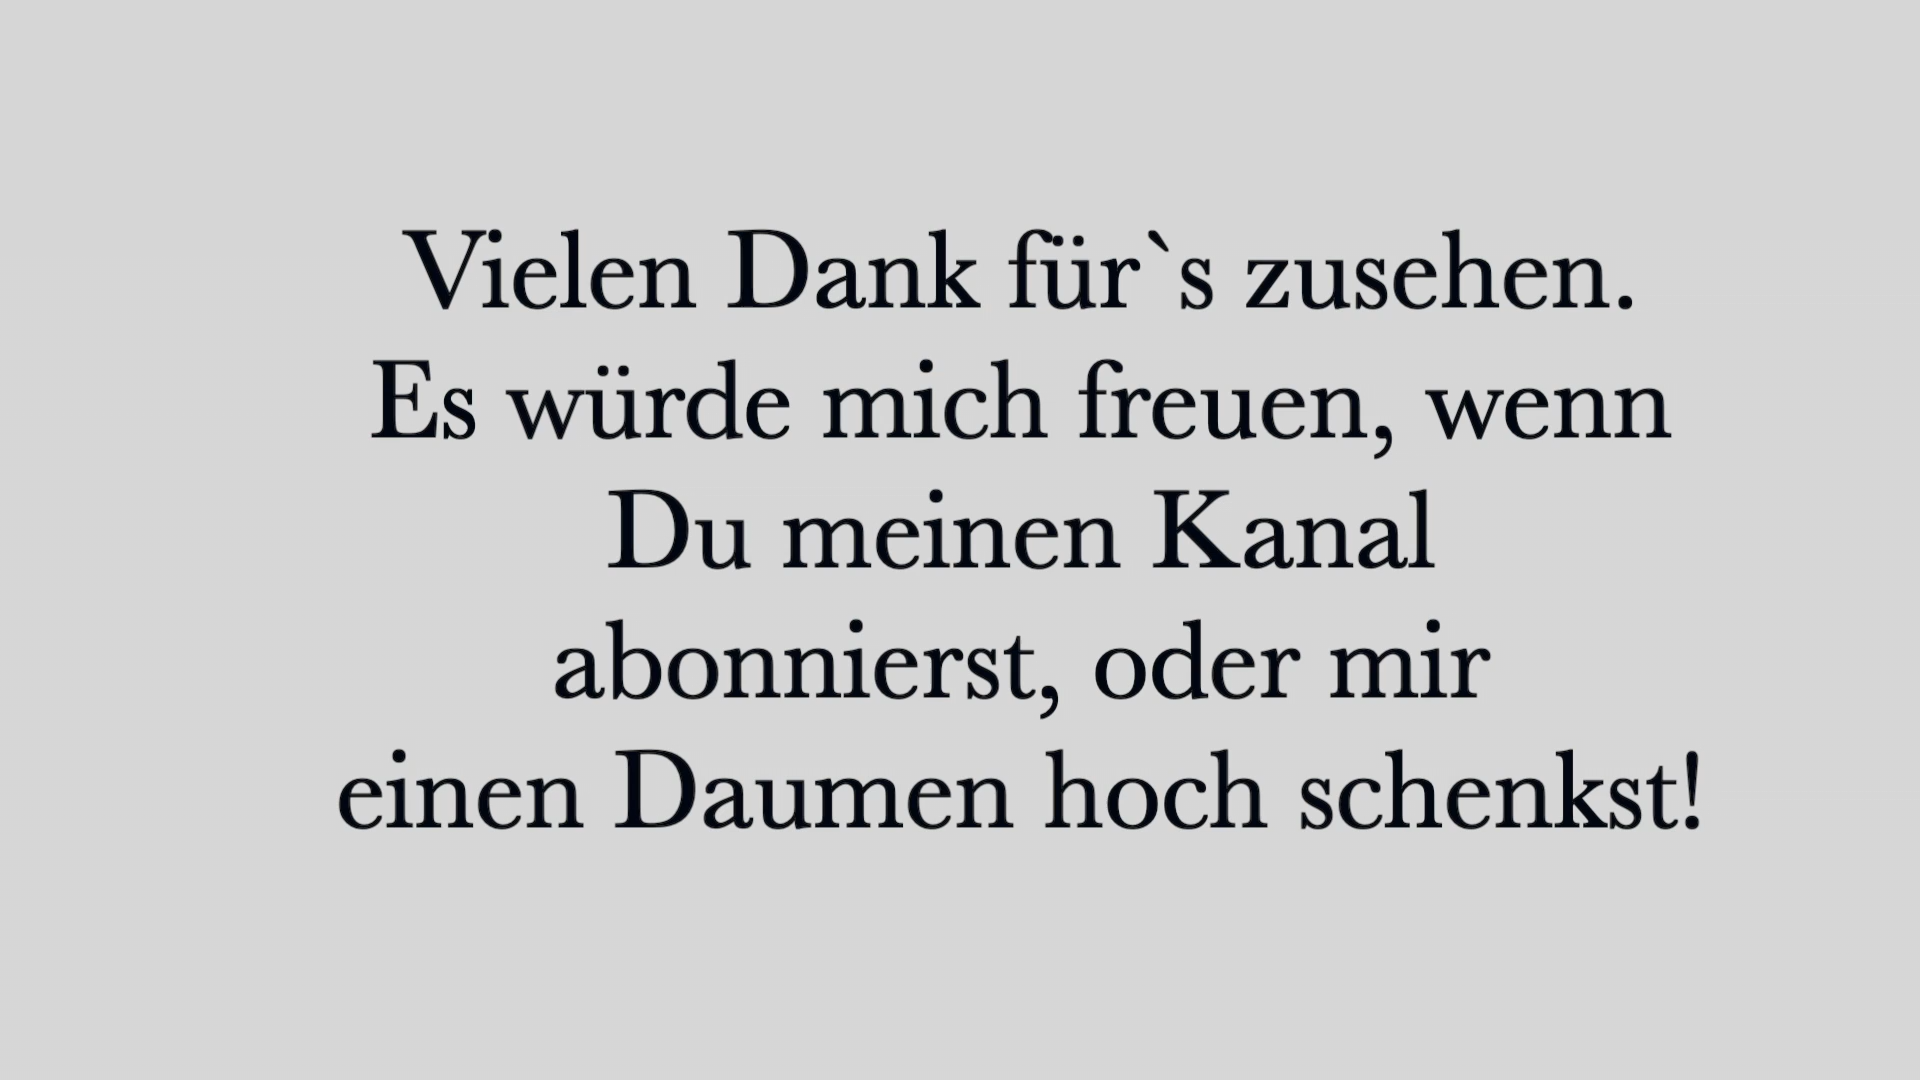 Vielen Dank für`s zusehen.
Es würde mich freuen, wenn
Du meinen Kanal
abonnierst, oder mir
einen Daumen hoch schenkst!